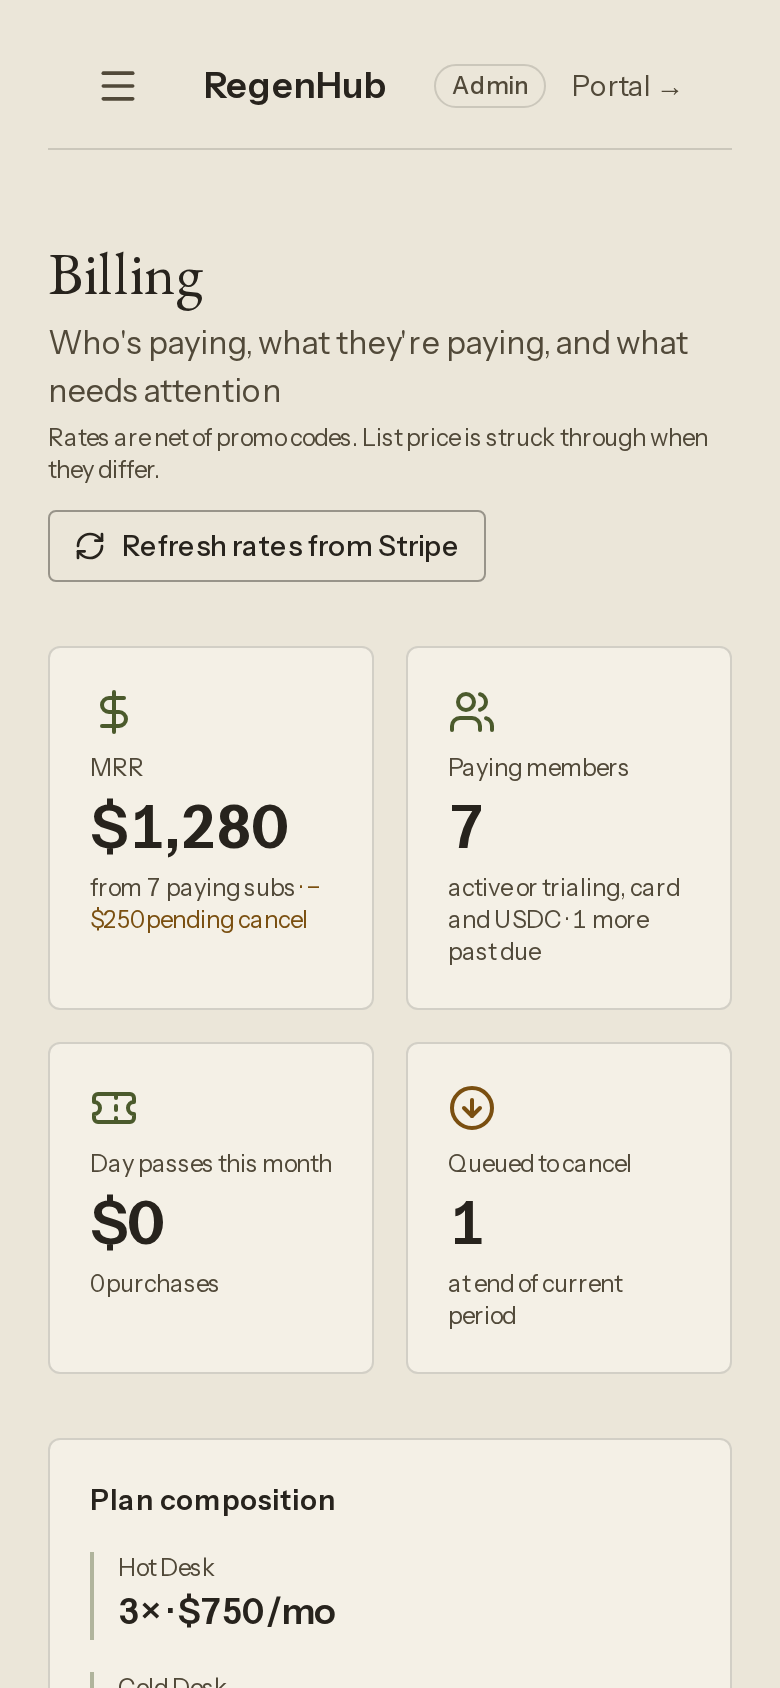 RegenHub Admin Portal →
Billing
Who's paying, what they're paying, and what
needs attention
Rates are net of promo codes. List price is struck through when
they differ.
Refresh rates from Stripe
MRR
$1,280
from 7 paying subs · −
$250 pending cancel
Paying members
7
active or trialing, card
and USDC · 1 more
past due
Day passes this month
$0
0 purchases
Queued to cancel
1
at end of current
period
Plan composition
Hot Desk
3× · $750/mo
Cold Desk